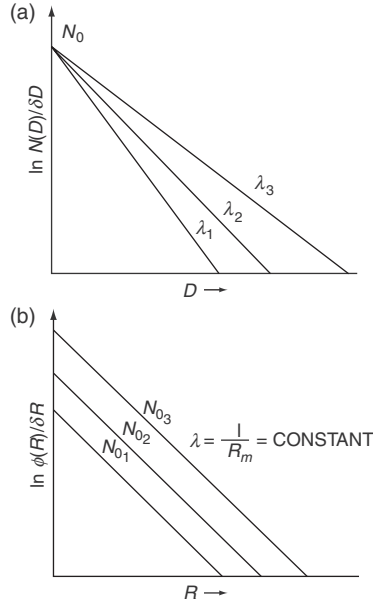 (a)
N₀
ln N(D)/δD
λ₃
λ₂
λ₁
D
(b)
N₀₃
N₀₂
N₀₁
λ = 1/Rₘ = CONSTANT
ln ϕ(R)/δR
R